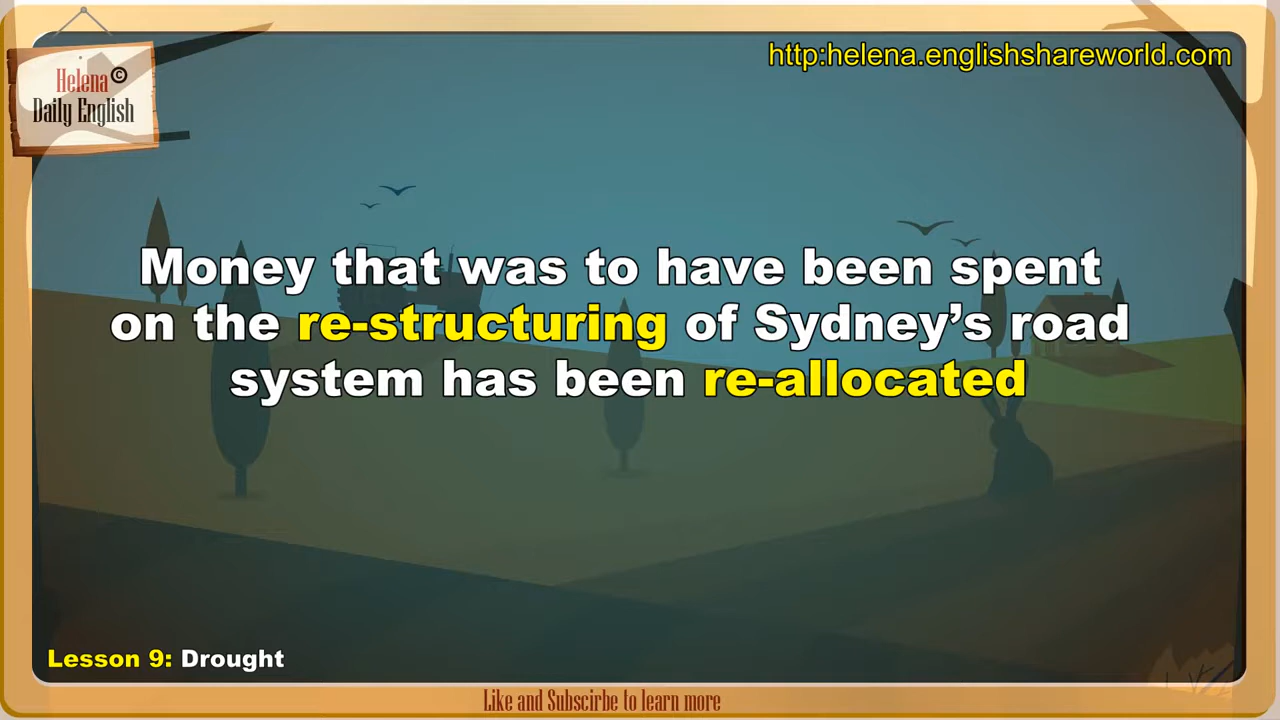 http:helena.englishshareworld.com
Helena©
Daily English
Money that was to have been spent
on the re-structuring of Sydney’s road
system has been re-allocated
Lesson 9: Drought
Like and Subscirbe to learn more